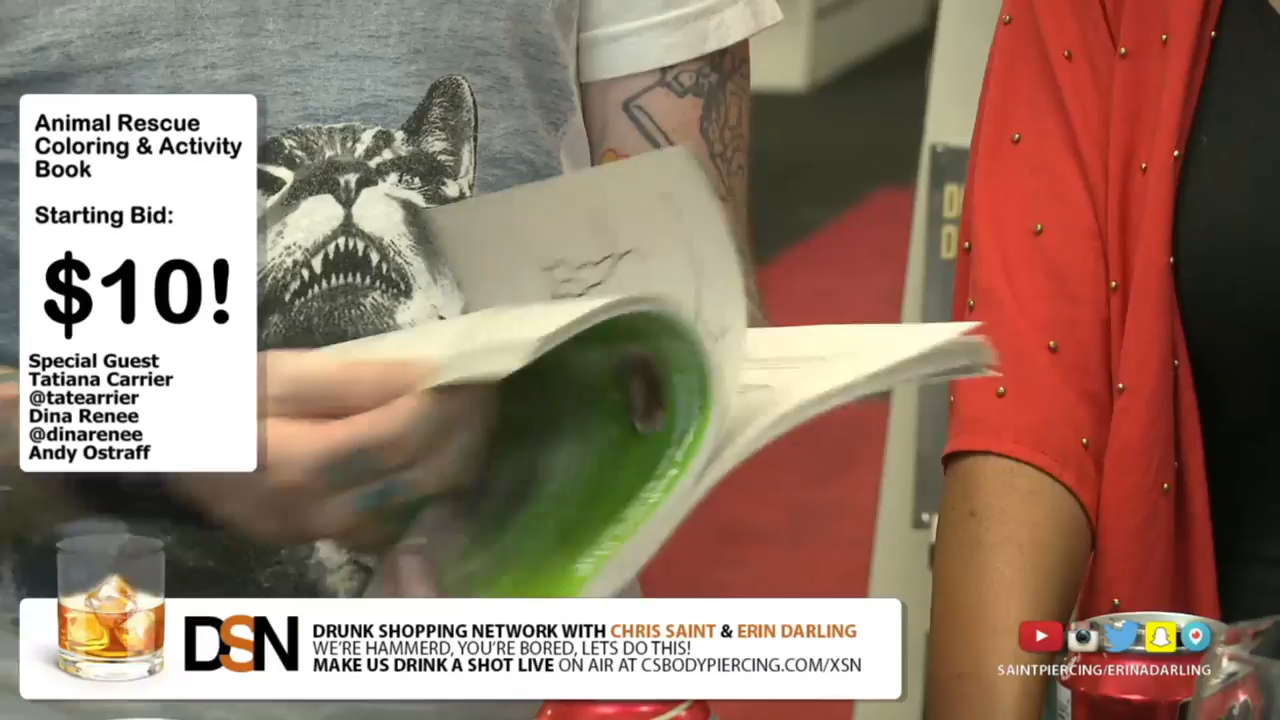 Animal Rescue
Coloring & Activity
Book
Starting Bid:
$10!
Special Guest
Tatiana Carrier
@tatearrier
Dina Renee
@dinarenee
Andy Ostraff
DSN
DRUNK SHOPPING NETWORK WITH CHRIS SAINT & ERIN DARLING
WE'RE HAMMERD, YOU'RE BORED, LETS DO THIS!
MAKE US DRINK A SHOT LIVE ON AIR AT CSBODYPIERCING.COM/XSN
SAINTPIERCING/ERINADARLING